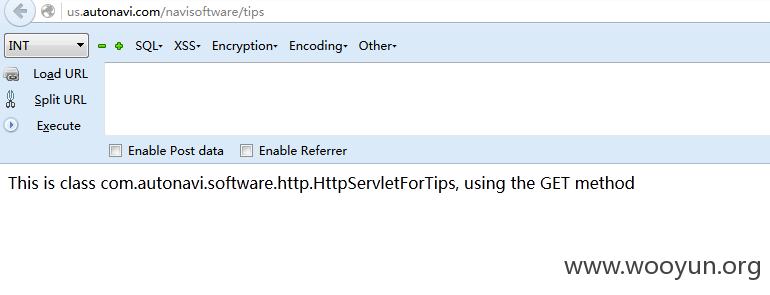 us.autonavi.com/navisoftware/tips
INT SQL▾ XSS▾ Encryption▾ Encoding▾ Other▾
Load URL
Split URL
Execute
Enable Post data Enable Referrer
This is class com.autonavi.software.http.HttpServletForTips, using the GET method
www.wooyun.org